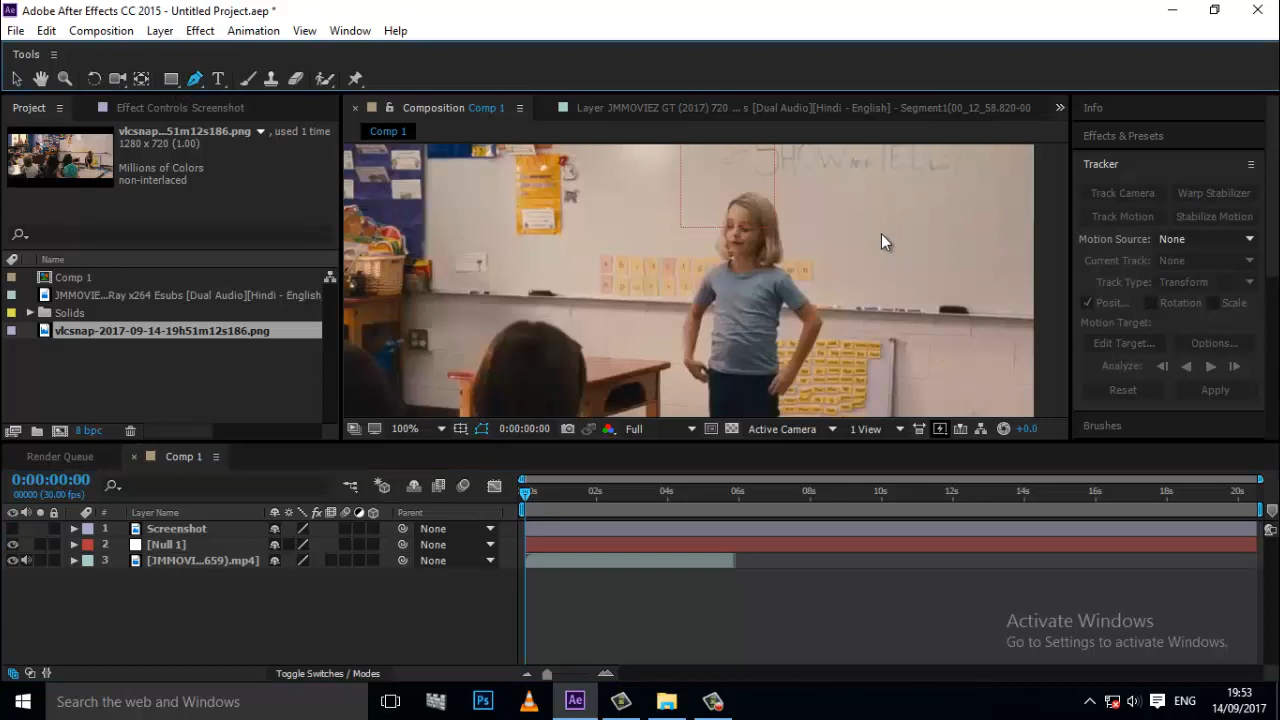 Adobe After Effects CC 2015 - Untitled Project.aep *
File Edit Composition Layer Effect Animation View Window Help
Tools
Project Effect Controls Screenshot Composition Comp 1 Layer JMMOVIEZ GT (2017) 720 ... s [Dual Audio][Hindi - English] - Segment1(00_12_58.820-00 Info
vlcsnap...51m12s186.png , used 1 time
1280 x 720 (1.00)
Millions of Colors
non-interlaced
Comp 1
SHOW and TELL
Effects & Presets
Tracker
Track Camera Warp Stabilizer
Track Motion Stabilize Motion
Motion Source: None
Current Track: None
Track Type: Transform
Posit... Rotation Scale
Motion Target:
Edit Target... Options...
Analyze:
Reset Apply
Brushes
Name
Comp 1
JMMOVIE...Ray x264 Esubs [Dual Audio][Hindi - English
Solids
vlcsnap-2017-09-14-19h51m12s186.png
8 bpc
100% 0:00:00:00 Full Active Camera 1 View +0.0
Render Queue Comp 1
0:00:00:00
00000 (30.00 fps)
# Layer Name Parent
0s 02s 04s 06s 08s 10s 12s 14s 16s 18s 20s
1 Screenshot None
2 [Null 1] None
3 [JMMOVI...659).mp4] None
Toggle Switches / Modes
Activate Windows
Go to Settings to activate Windows.
Search the web and Windows
Ps Ae ENG
19:53
14/09/2017